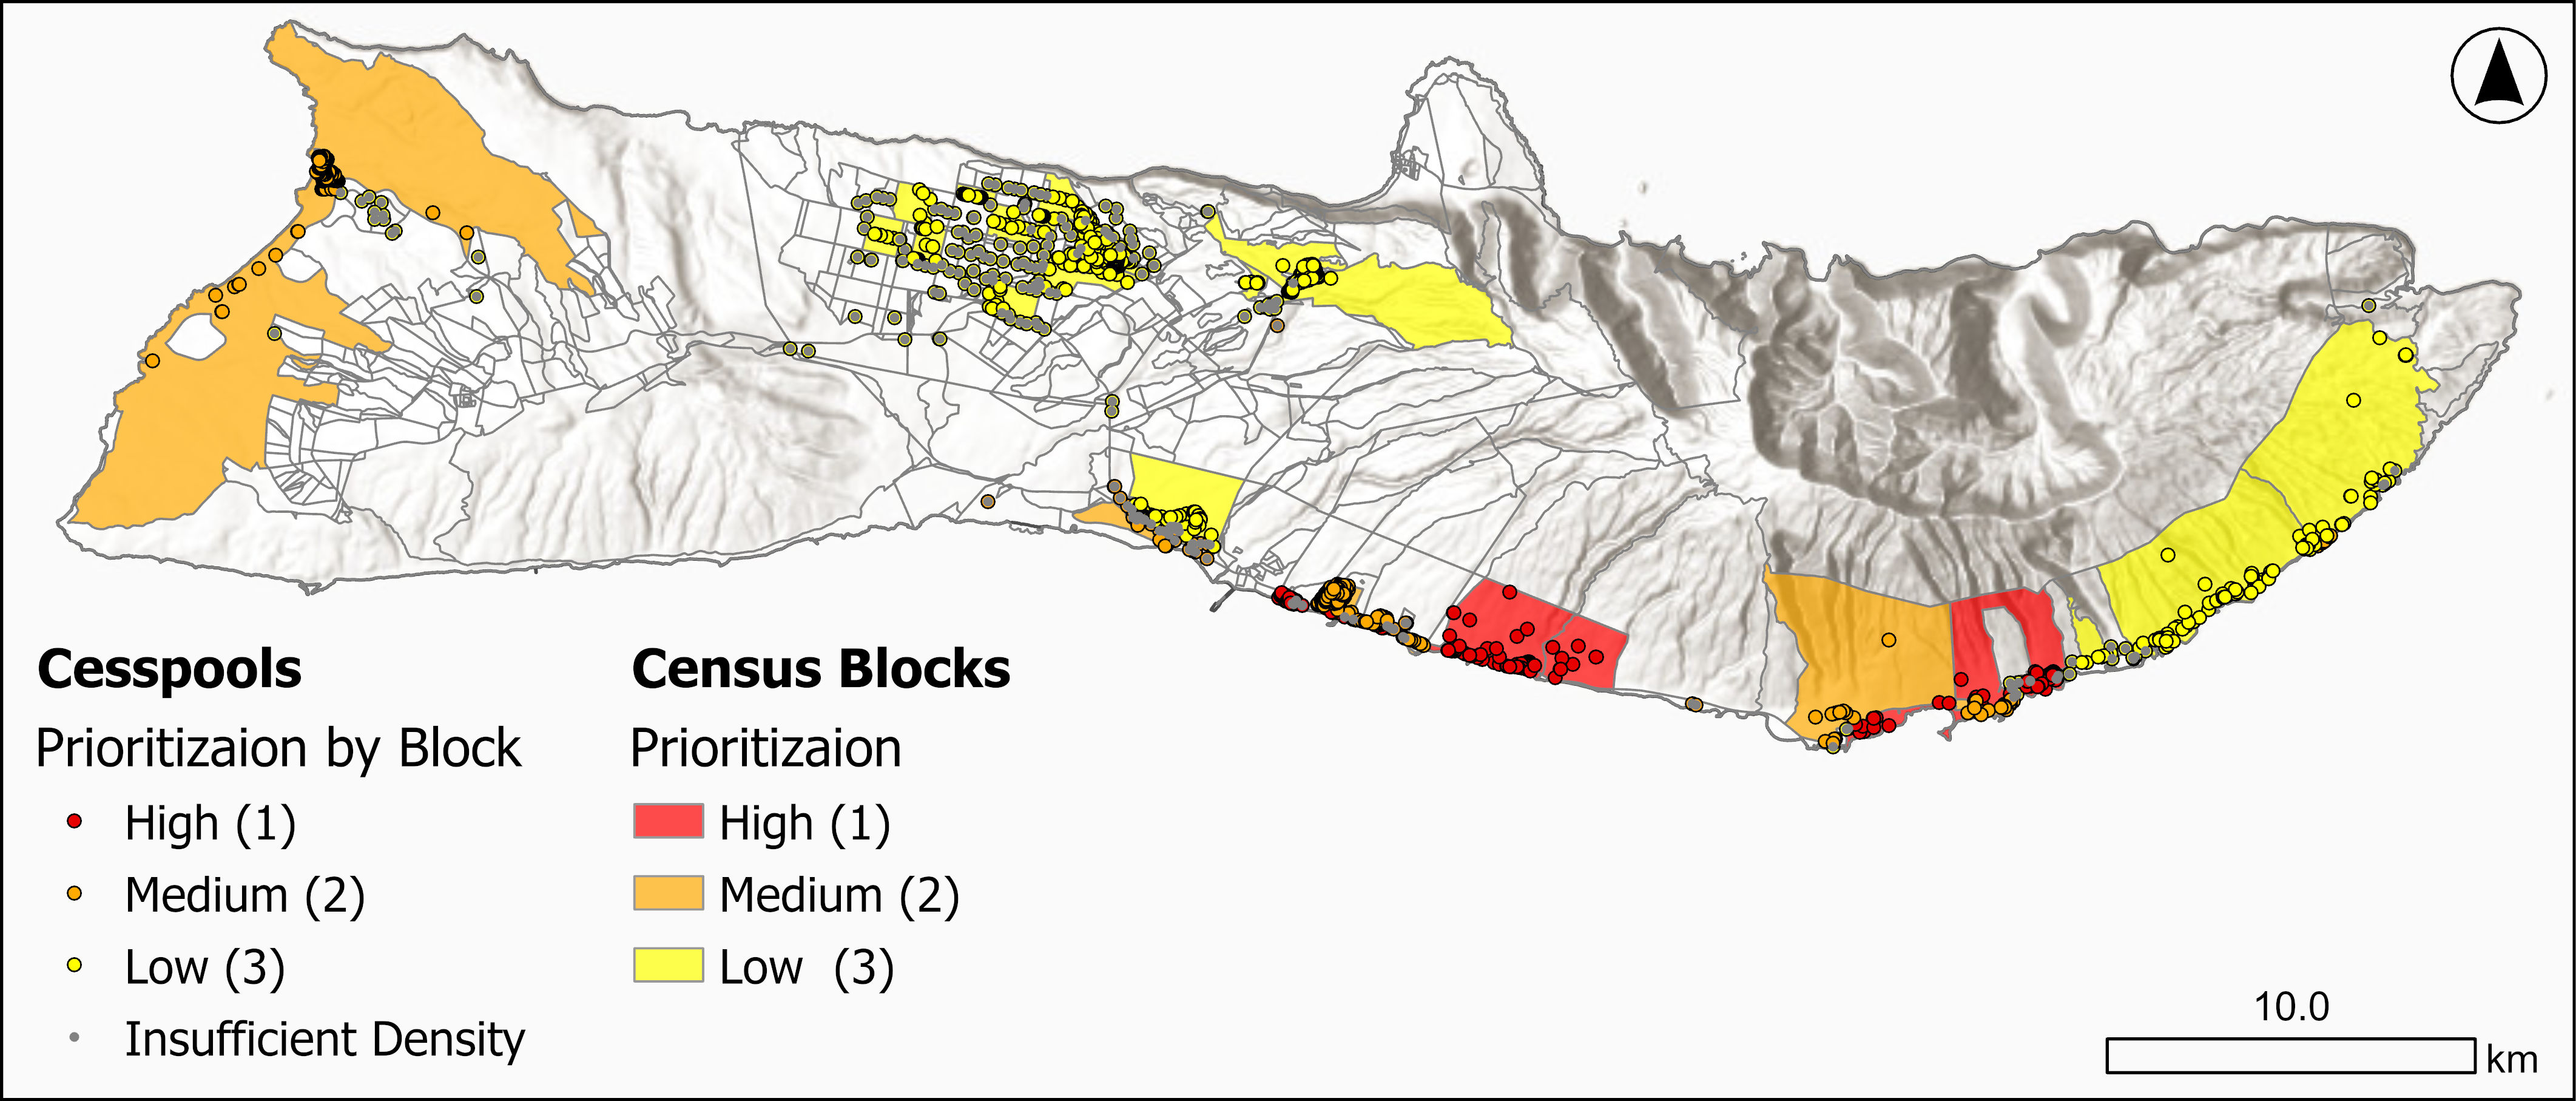 Cesspools
Prioritizaion by Block
High (1)
Medium (2)
Low (3)
Insufficient Density
Census Blocks
Prioritizaion
High (1)
Medium (2)
Low (3)
10.0
km